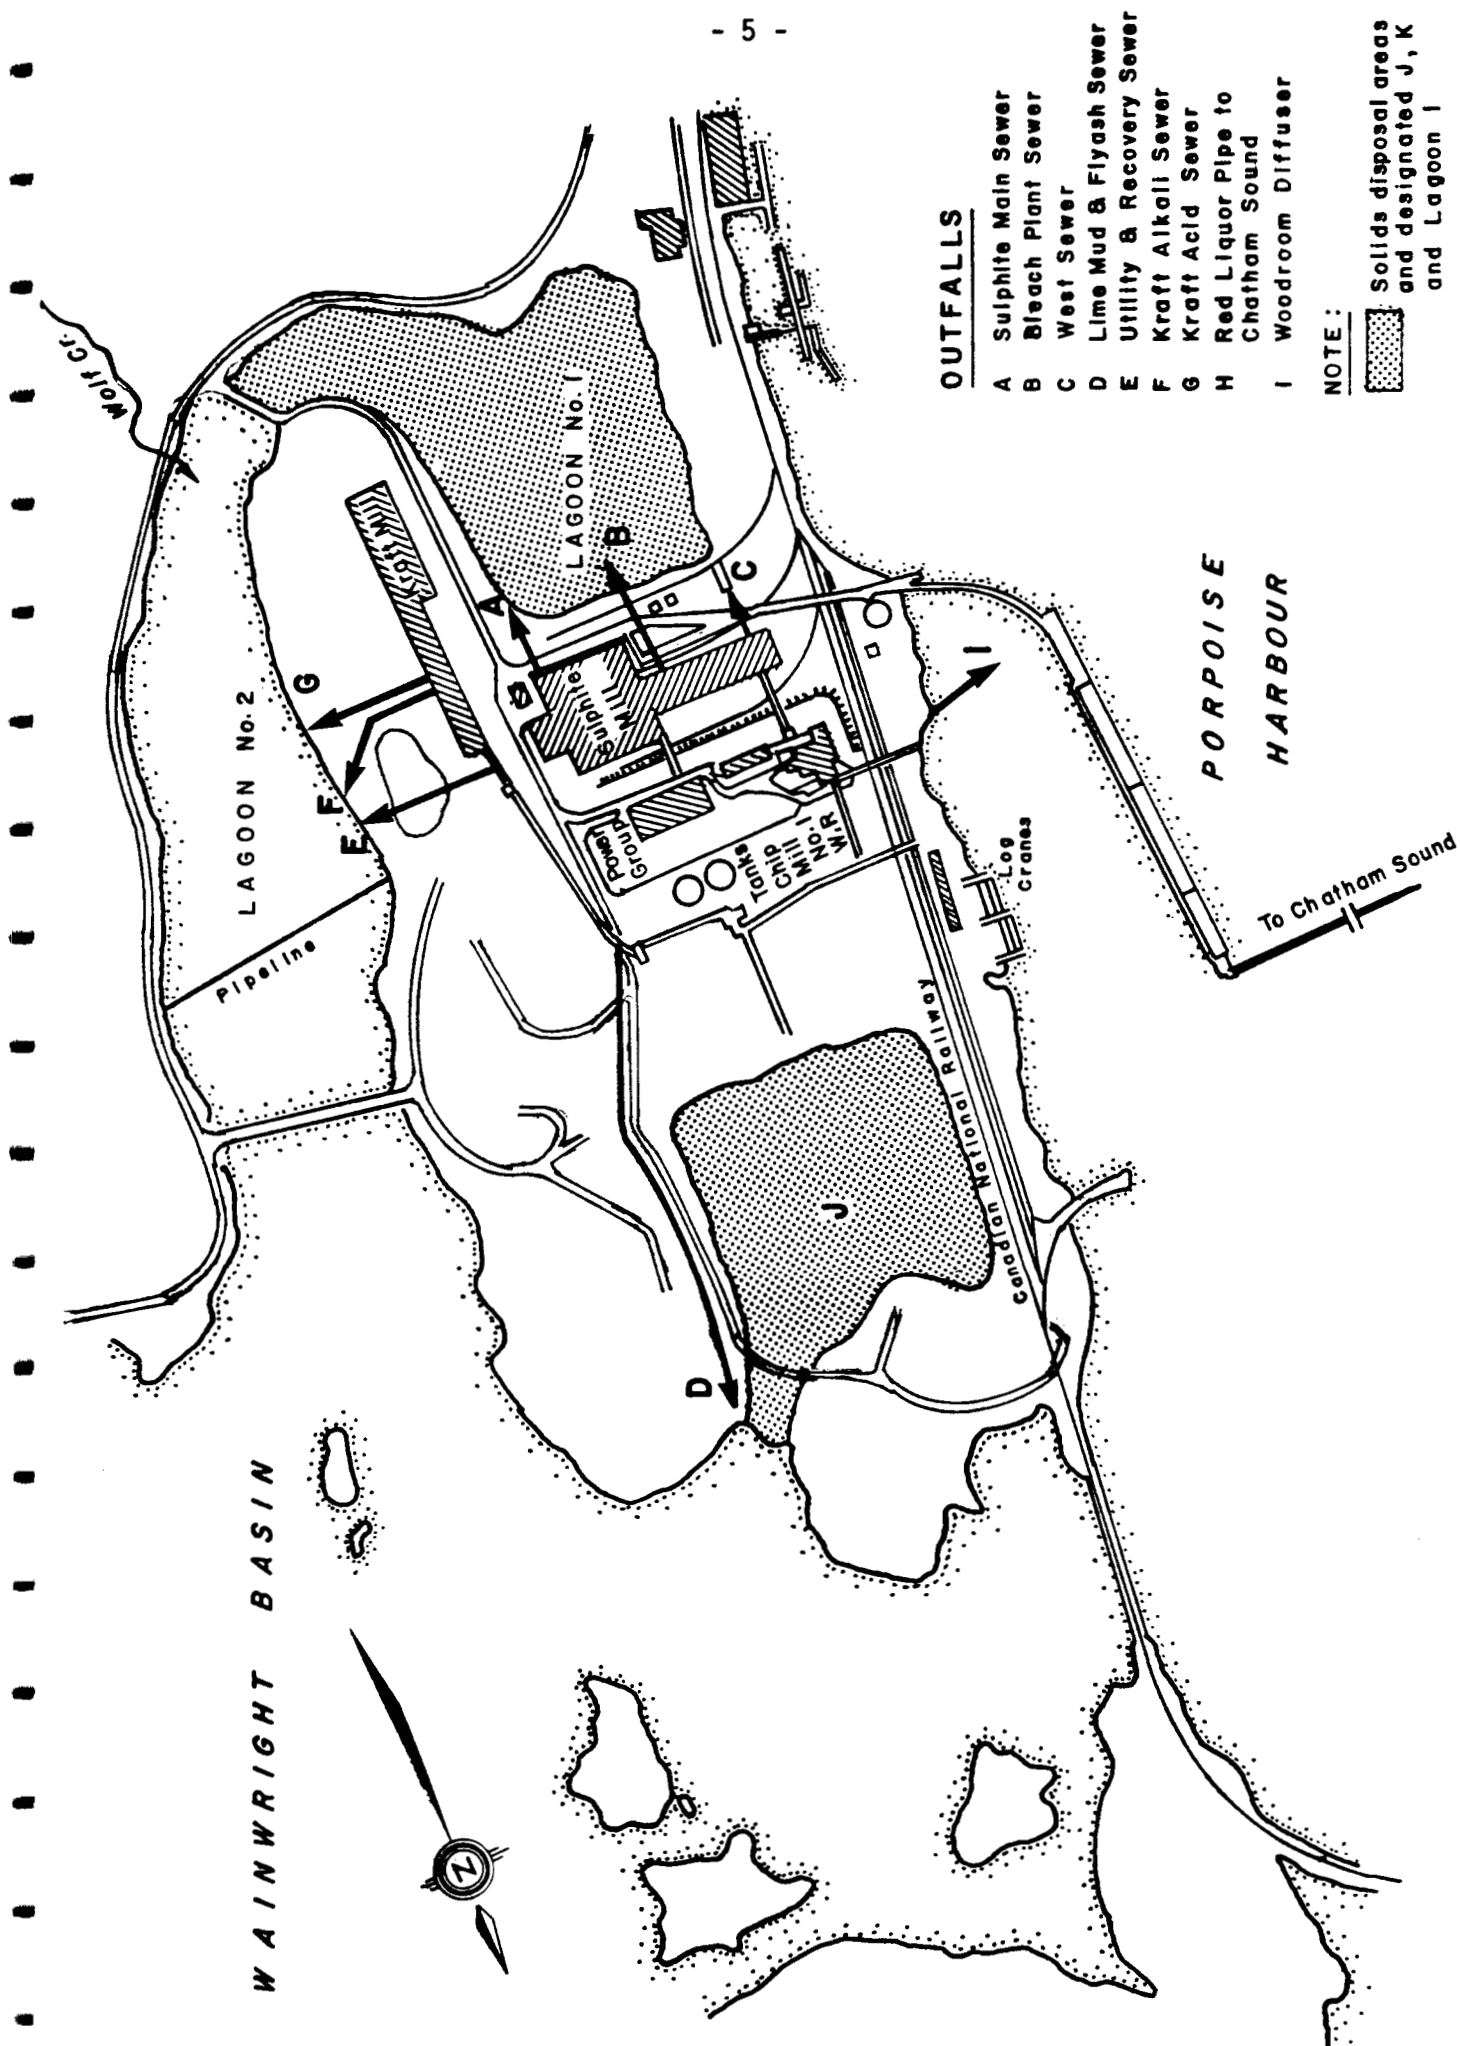 - 5 -
Wolf Cr.
LAGOON No. 2
LAGOON No. 1
Kraft Mill
Sulphite
Mill
Power
Group
Tanks
Chip
Mill
No. 1
W.R.
Log
Cranes
Pipeline
A
B
C
D
E
F
G
I
J
Canadian National Railway
To Chatham Sound
PORPOISE
HARBOUR
WAINWRIGHT BASIN
N
OUTFALLS
A Sulphite Main Sewer
B Bleach Plant Sewer
C West Sewer
D Lime Mud & Flyash Sewer
E Utility & Recovery Sewer
F Kraft Alkali Sewer
G Kraft Acid Sewer
H Red Liquor Pipe to
Chatham Sound
I Woodroom Diffuser
NOTE :
Solids disposal areas
and designated J, K
and Lagoon 1